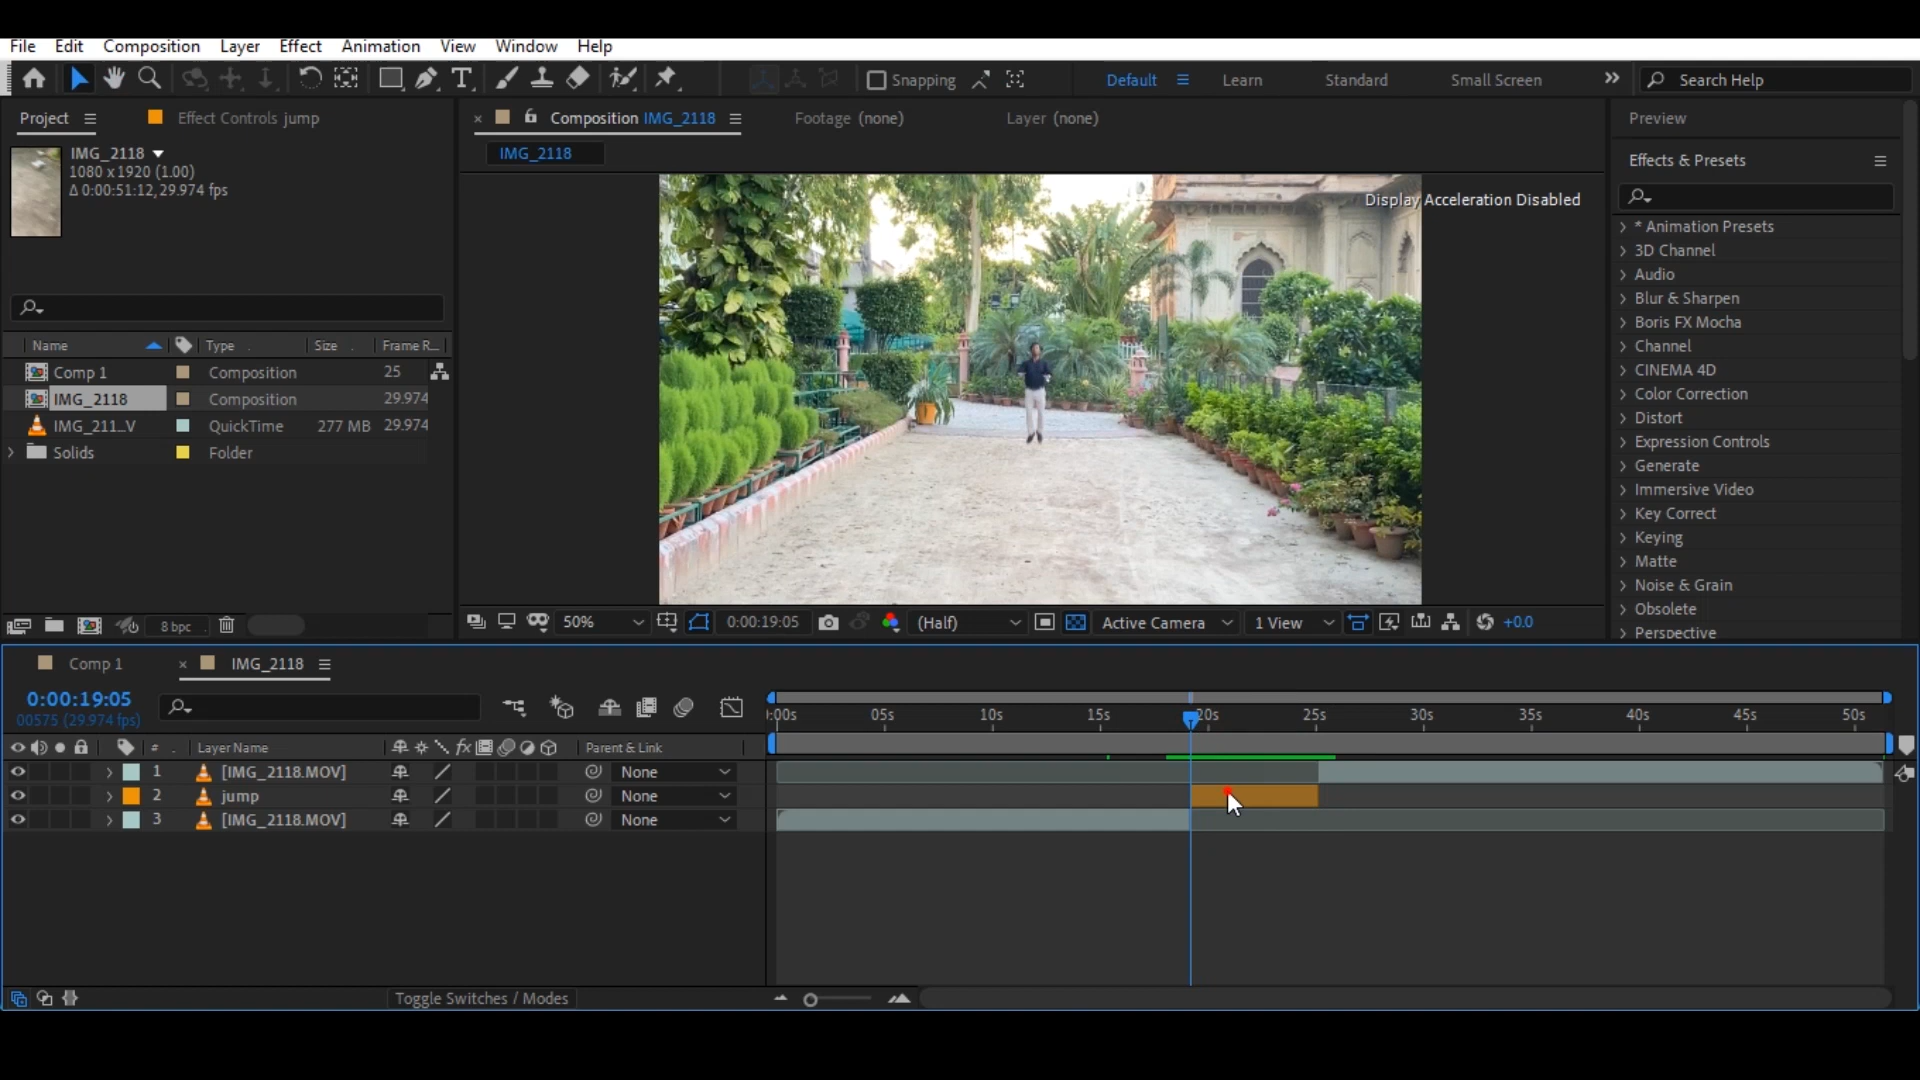 File Edit Composition Layer Effect Animation View Window Help
T Snapping Default Learn Standard Small Screen Search Help
Project Effect Controls jump
IMG_2118
1080 x 1920 (1.00)
Δ 0:00:51:12, 29.974 fps
Name Type Size Frame R...
Comp 1 Composition 25
IMG_2118 Composition 29.974
IMG_211...V QuickTime 277 MB 29.974
Solids Folder
8 bpc
× Composition IMG_2118 Footage (none) Layer (none)
IMG_2118
Display Acceleration Disabled
50% 0:00:19:05 (Half) Active Camera 1 View +0.0
Preview
Effects & Presets
* Animation Presets
3D Channel
Audio
Blur & Sharpen
Boris FX Mocha
Channel
CINEMA 4D
Color Correction
Distort
Expression Controls
Generate
Immersive Video
Key Correct
Keying
Matte
Noise & Grain
Obsolete
Perspective
Comp 1 × IMG_2118
0:00:19:05
00575 (29.974 fps)
:00s 05s 10s 15s 20s 25s 30s 35s 40s 45s 50s
# Layer Name fx Parent & Link
1 [IMG_2118.MOV] None
2 jump None
3 [IMG_2118.MOV] None
Toggle Switches / Modes